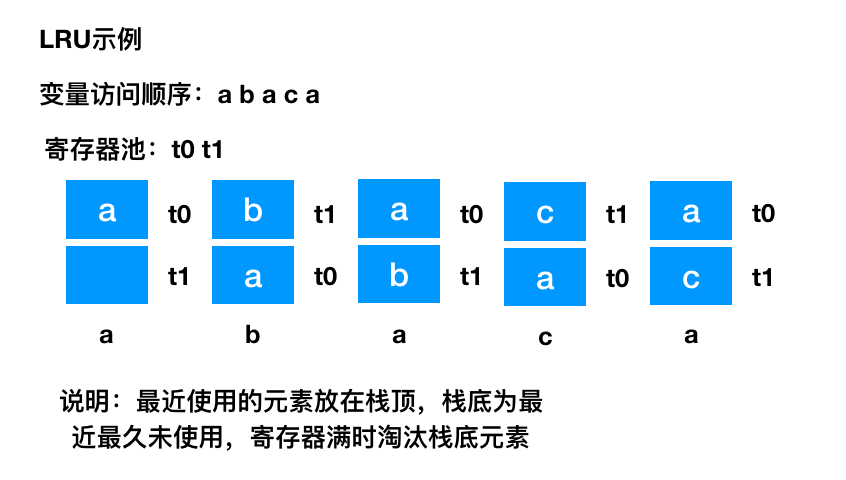 LRU示例
变量访问顺序：a b a c a
寄存器池：t0 t1
a t0 b t1 a t0 c t1 a t0
t1 a t0 b t1 a t0 c t1
a b a c a
说明：最近使用的元素放在栈顶，栈底为最
近最久未使用，寄存器满时淘汰栈底元素